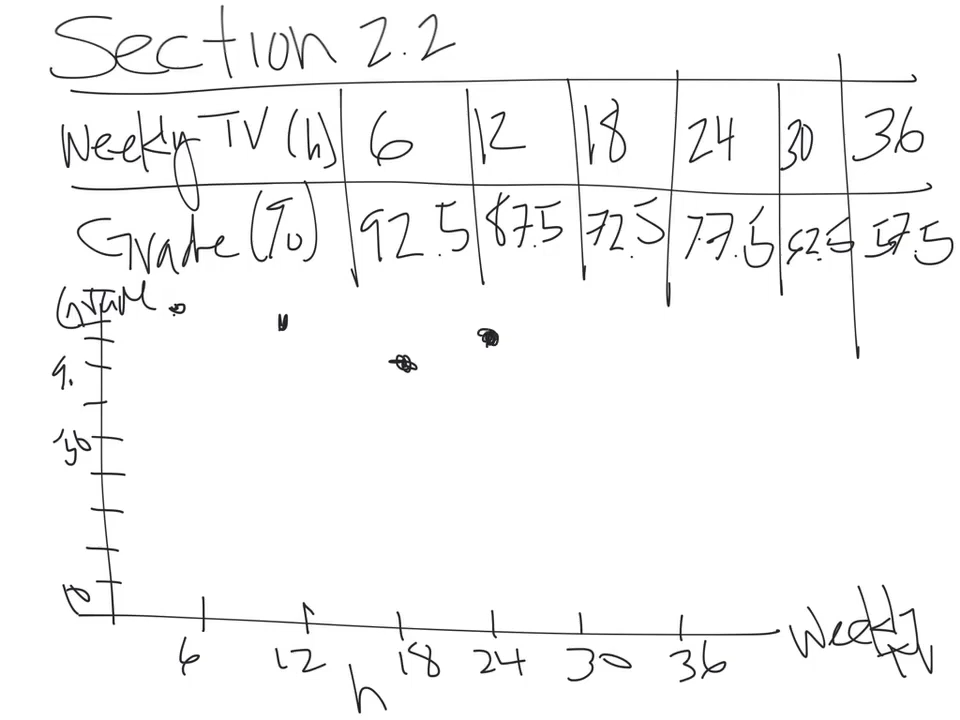 Section 2.2
Weekly TV (h) 6 12 18 24 30 36
Grade (%) 92.5 87.5 72.5 77.5 62.5 57.5
50
0
6 12 18 24 30 36
h
Weekly
TV